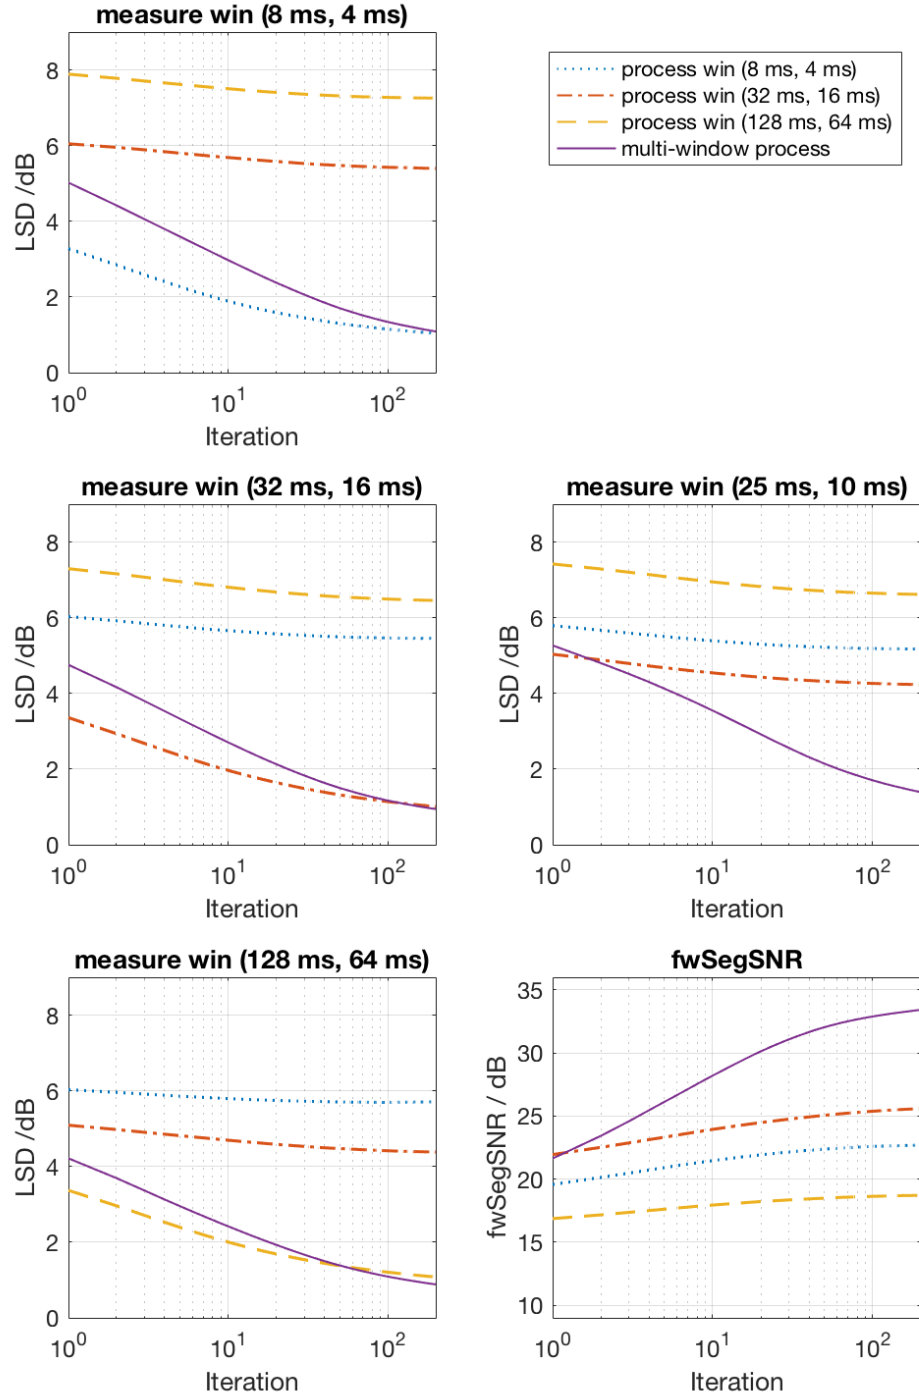 measure win (8 ms, 4 ms)
LSD /dB
8
6
4
2
0
10^0
10^1
10^2
Iteration
process win (8 ms, 4 ms)
process win (32 ms, 16 ms)
process win (128 ms, 64 ms)
multi-window process
measure win (32 ms, 16 ms)
LSD /dB
8
6
4
2
0
10^0
10^1
10^2
Iteration
measure win (25 ms, 10 ms)
LSD /dB
8
6
4
2
0
10^0
10^1
10^2
Iteration
measure win (128 ms, 64 ms)
LSD /dB
8
6
4
2
0
10^0
10^1
10^2
Iteration
fwSegSNR
fwSegSNR / dB
35
30
25
20
15
10
10^0
10^1
10^2
Iteration